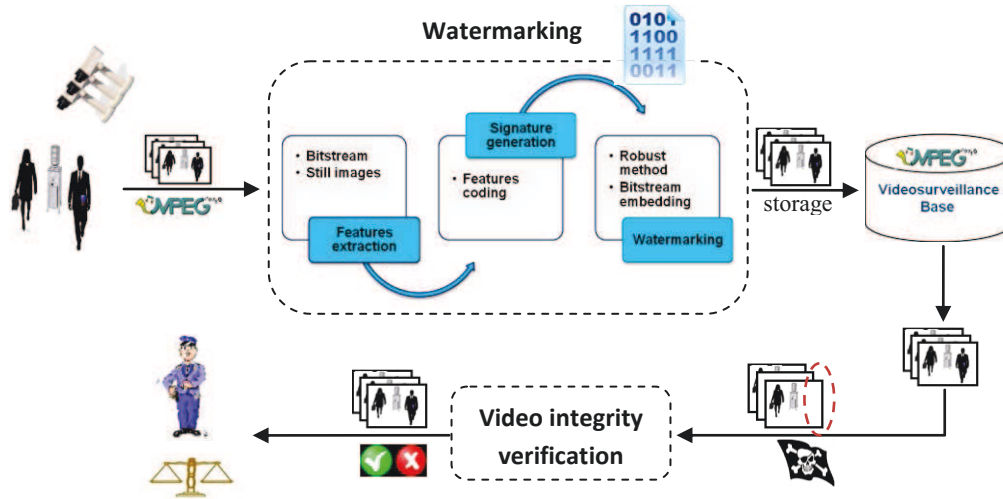 Watermarking
0101
1100
1111
0011
Signature
generation
• Bitstream
• Still images
• Features
coding
• Robust
method
• Bitstream
embedding
Features
extraction
Watermarking
MPEG
storage
MPEG
Videosurveillance
Base
Video integrity
verification